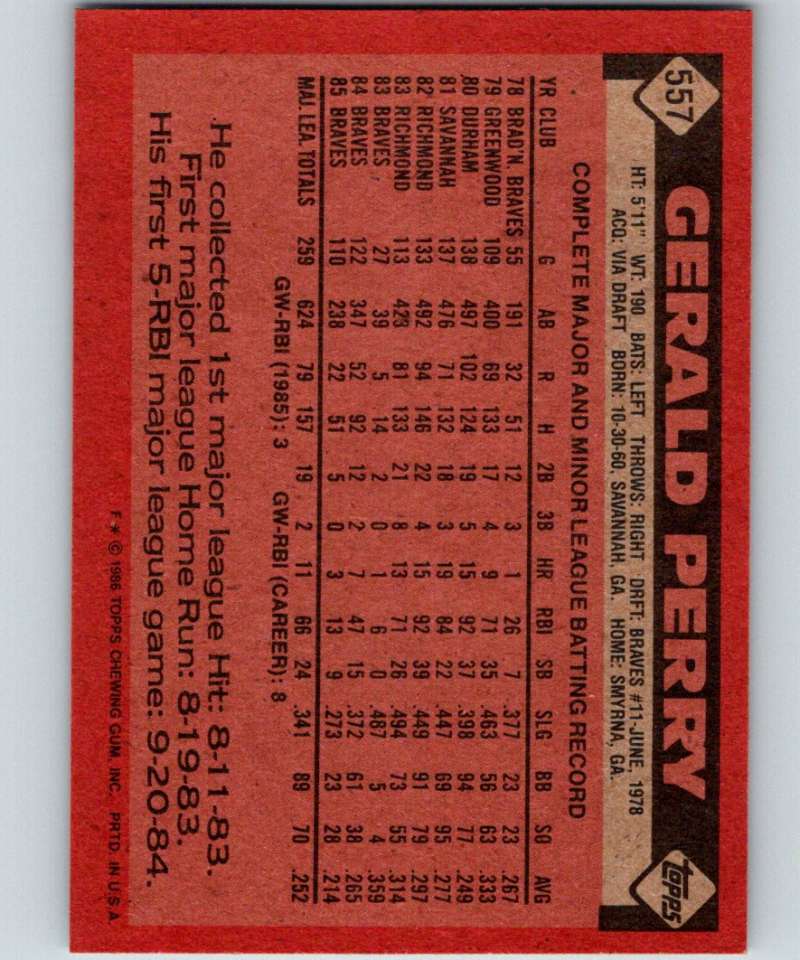 557
GERALD PERRY
topps
HT: 5'11" WT: 190 BATS: LEFT THROWS: RIGHT DRFT: BRAVES #11-JUNE, 1978
ACQ: VIA DRAFT BORN: 10-30-60, SAVANNAH, GA HOME: SMYRNA, GA.
COMPLETE MAJOR AND MINOR LEAGUE BATTING RECORD
YR CLUB G AB R H 2B 3B HR RBI SB SLG BB SO AVG
78 BRAD'N. BRAVES 55 191 32 51 12 3 1 26 7 .377 23 23 .267
79 GREENWOOD 109 400 69 133 17 4 9 71 35 .463 56 63 .333
80 DURHAM 138 497 102 124 19 5 15 92 37 .398 94 77 .249
81 SAVANNAH 137 476 71 132 18 3 19 84 22 .447 69 95 .277
82 RICHMOND 133 492 94 146 22 4 15 92 39 .449 91 79 .297
83 RICHMOND 113 423 81 133 21 8 13 71 26 .494 73 55 .314
83 BRAVES 27 39 5 14 2 0 1 6 0 .487 5 4 .359
84 BRAVES 122 347 52 92 12 2 7 47 15 .372 61 38 .265
85 BRAVES 110 238 22 51 5 0 3 13 9 .273 23 28 .214
MAJ. LEA. TOTALS 259 624 79 157 19 2 11 66 24 .341 89 70 .252
GW-RBI (1985): 3 GW-RBI (CAREER): 8
He collected 1st major league Hit: 8-11-83.
First major league Home Run: 8-19-83.
His first 5-RBI major league game: 9-20-84.
F* © 1986 TOPPS CHEWING GUM, INC. PRTD. IN U.S.A.